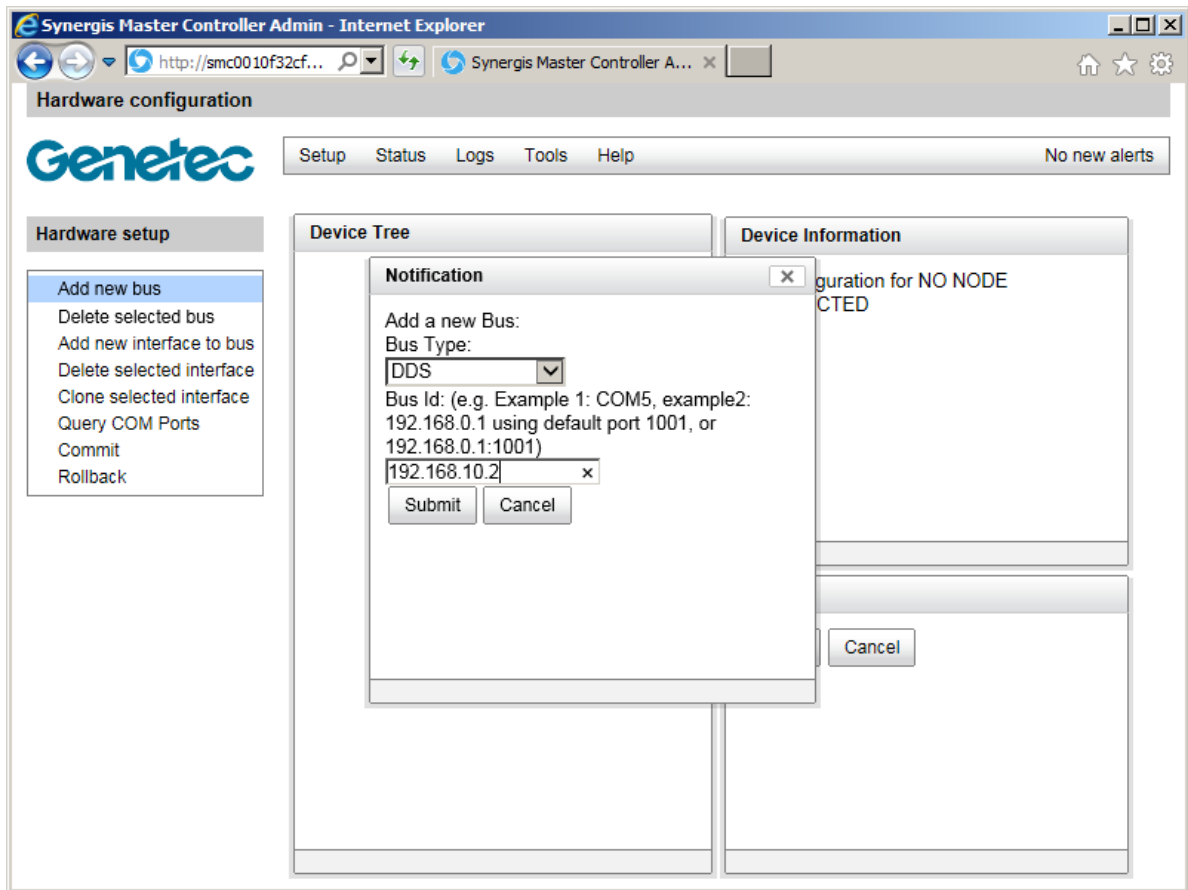 Synergis Master Controller Admin - Internet Explorer
http://smc0010f32cf...
Synergis Master Controller A...
Hardware configuration
Genetec
Setup Status Logs Tools Help No new alerts
Hardware setup
Add new bus
Delete selected bus
Add new interface to bus
Delete selected interface
Clone selected interface
Query COM Ports
Commit
Rollback
Device Tree
Device Information
guration for NO NODE
CTED
Notification
Add a new Bus:
Bus Type:
DDS
Bus Id: (e.g. Example 1: COM5, example2:
192.168.0.1 using default port 1001, or
192.168.0.1:1001)
192.168.10.2
Submit Cancel
Cancel